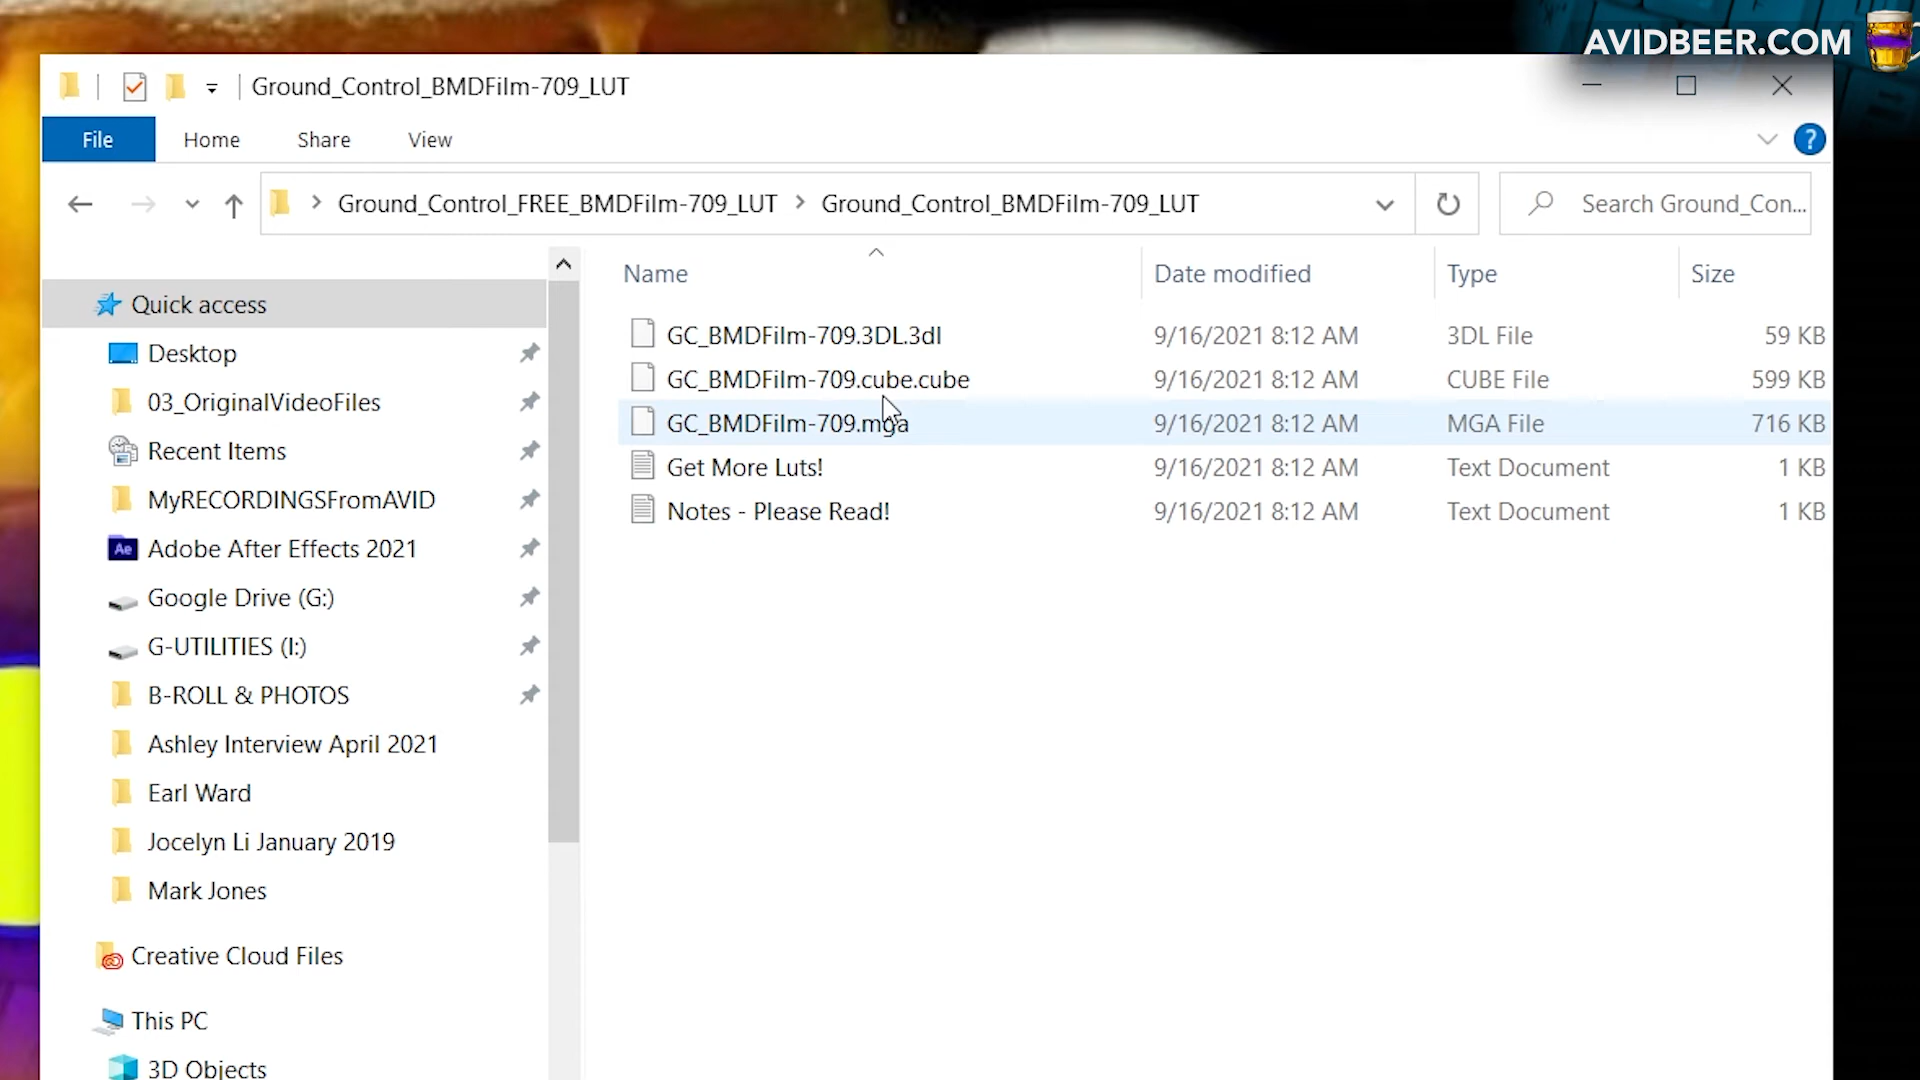 AVIDBEER.COM
Ground_Control_BMDFilm-709_LUT
File Home Share View
?
Ground_Control_FREE_BMDFilm-709_LUT Ground_Control_BMDFilm-709_LUT
Search Ground_Con...
Name Date modified Type Size
GC_BMDFilm-709.3DL.3dl 9/16/2021 8:12 AM 3DL File 59 KB
GC_BMDFilm-709.cube.cube 9/16/2021 8:12 AM CUBE File 599 KB
GC_BMDFilm-709.mga 9/16/2021 8:12 AM MGA File 716 KB
Get More Luts! 9/16/2021 8:12 AM Text Document 1 KB
Notes - Please Read! 9/16/2021 8:12 AM Text Document 1 KB
Quick access
Desktop
03_OriginalVideoFiles
Recent Items
MyRECORDINGSFromAVID
Ae Adobe After Effects 2021
Google Drive (G:)
G-UTILITIES (I:)
B-ROLL & PHOTOS
Ashley Interview April 2021
Earl Ward
Jocelyn Li January 2019
Mark Jones
Creative Cloud Files
This PC
3D Objects